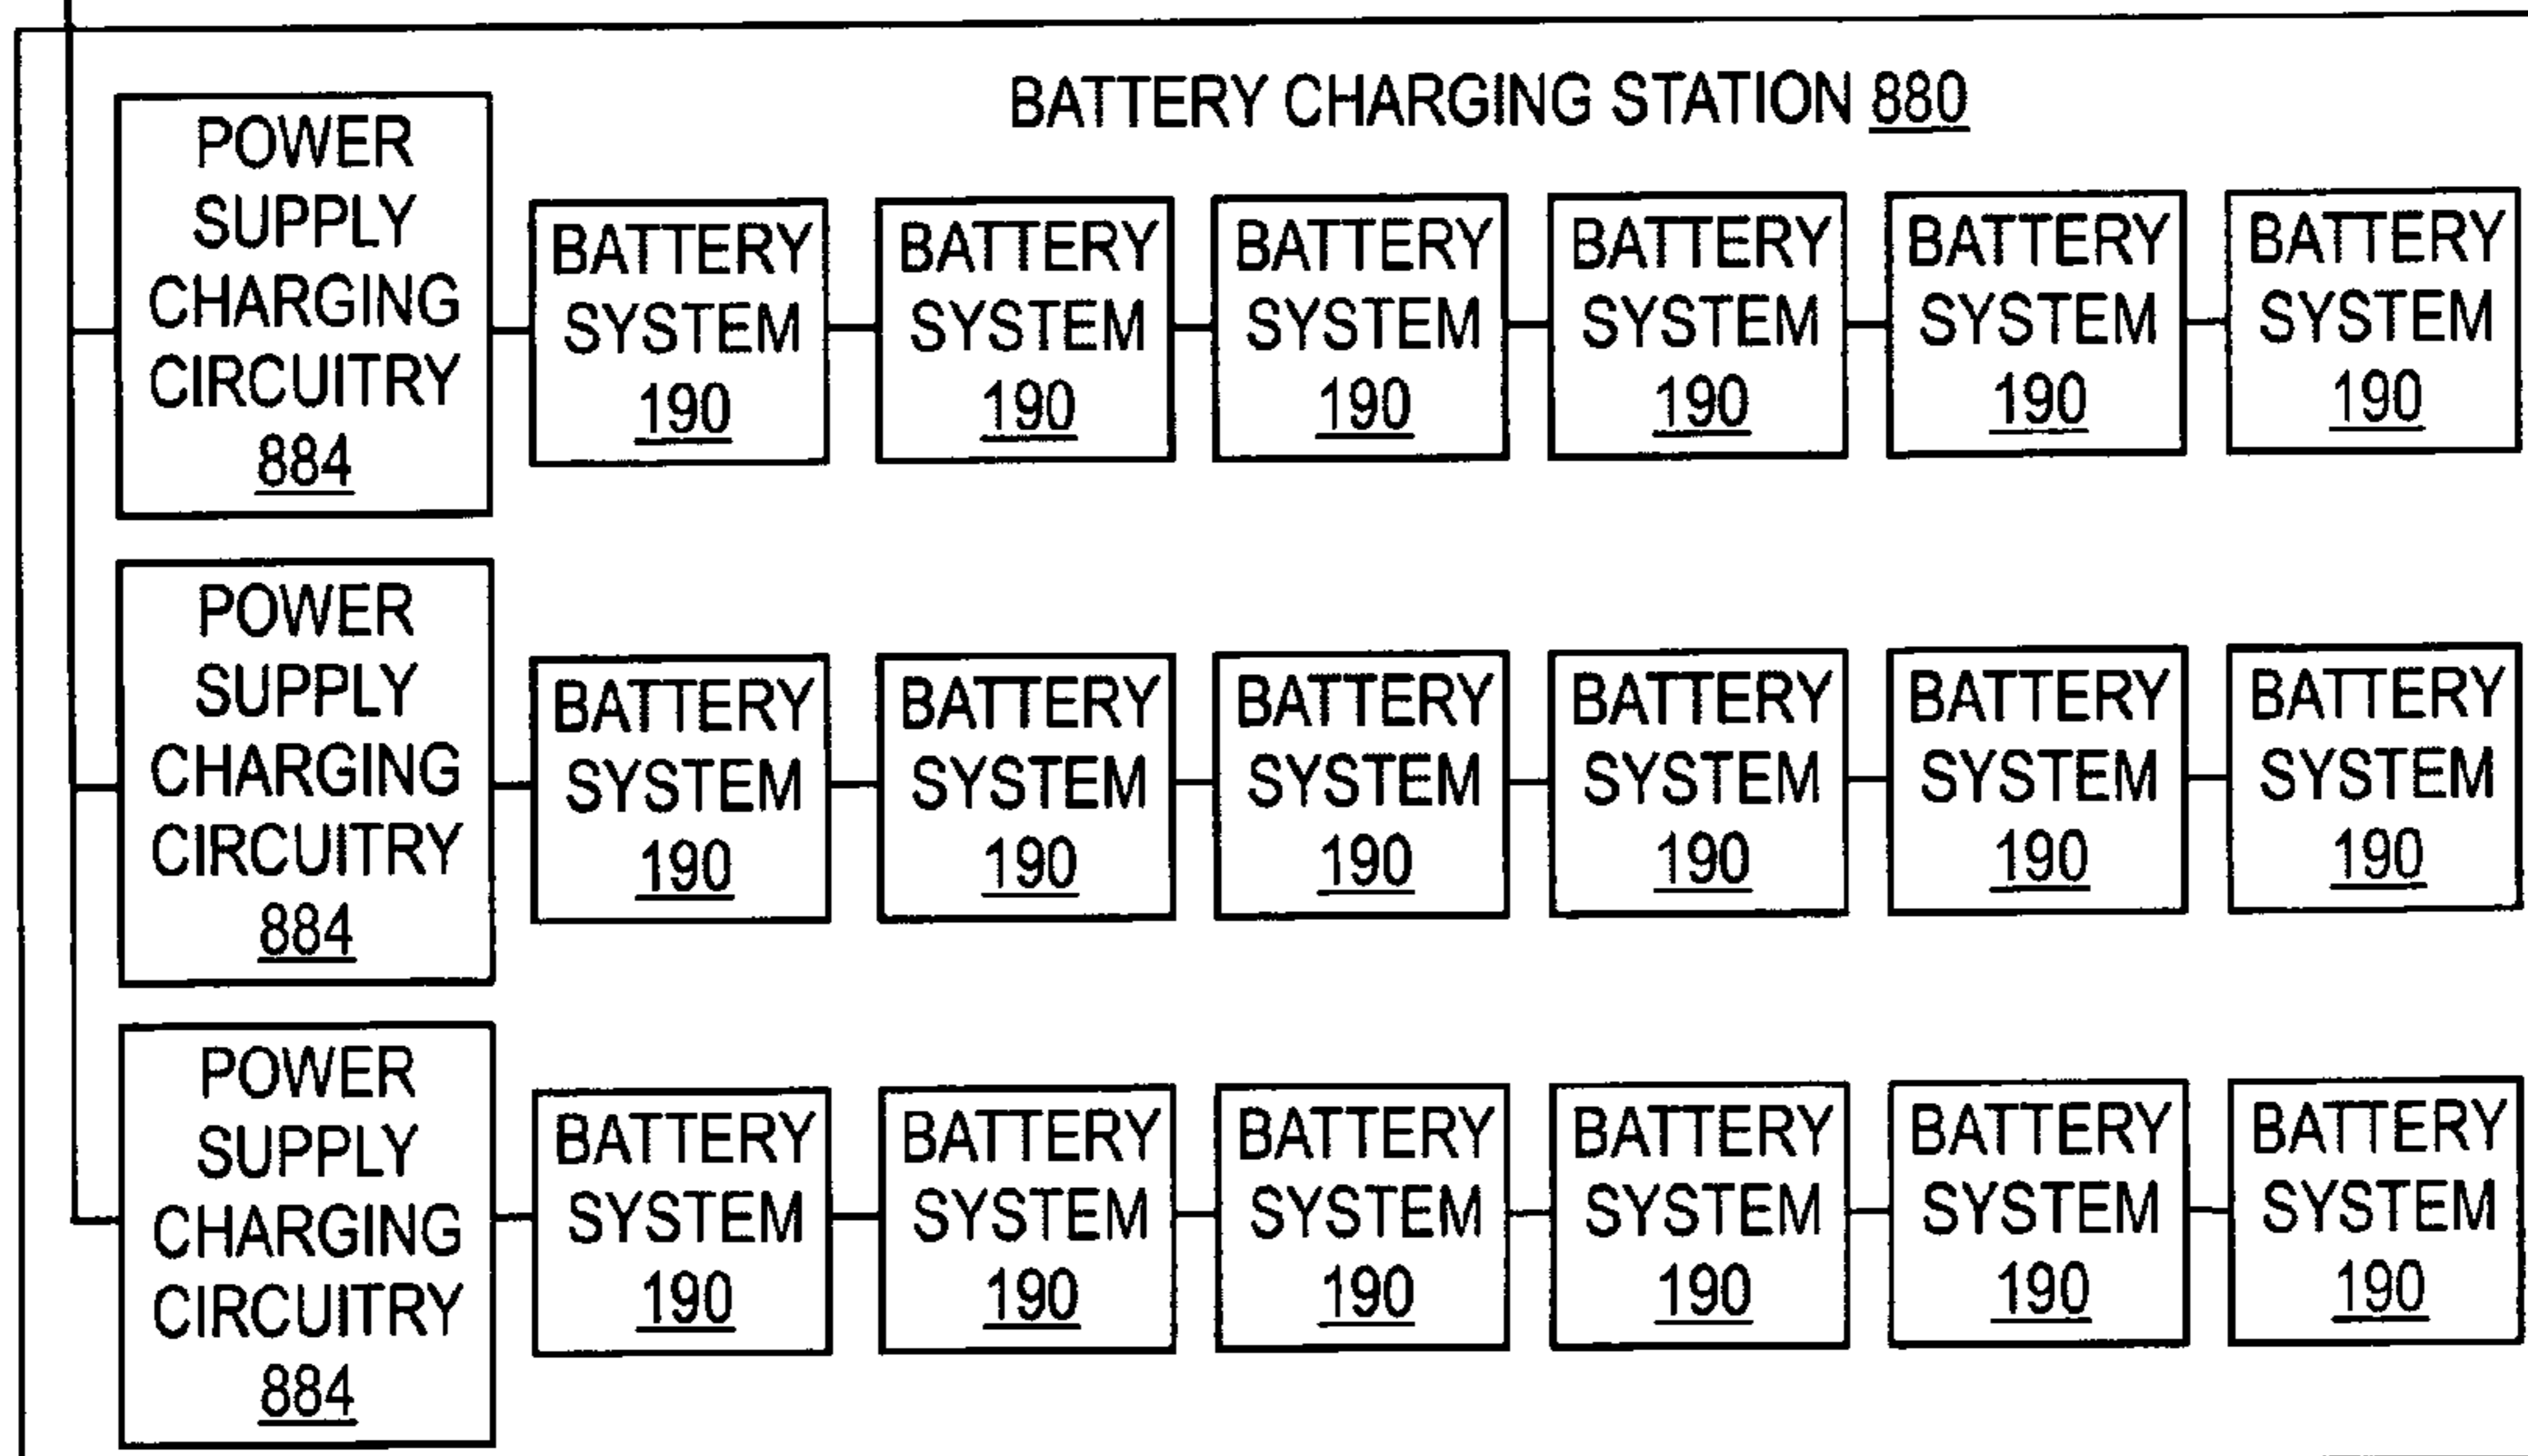 BATTERY CHARGING STATION 880
POWER
SUPPLY
CHARGING
CIRCUITRY
884
BATTERY
SYSTEM
190
BATTERY
SYSTEM
190
BATTERY
SYSTEM
190
BATTERY
SYSTEM
190
BATTERY
SYSTEM
190
BATTERY
SYSTEM
190
POWER
SUPPLY
CHARGING
CIRCUITRY
884
BATTERY
SYSTEM
190
BATTERY
SYSTEM
190
BATTERY
SYSTEM
190
BATTERY
SYSTEM
190
BATTERY
SYSTEM
190
BATTERY
SYSTEM
190
POWER
SUPPLY
CHARGING
CIRCUITRY
884
BATTERY
SYSTEM
190
BATTERY
SYSTEM
190
BATTERY
SYSTEM
190
BATTERY
SYSTEM
190
BATTERY
SYSTEM
190
BATTERY
SYSTEM
190